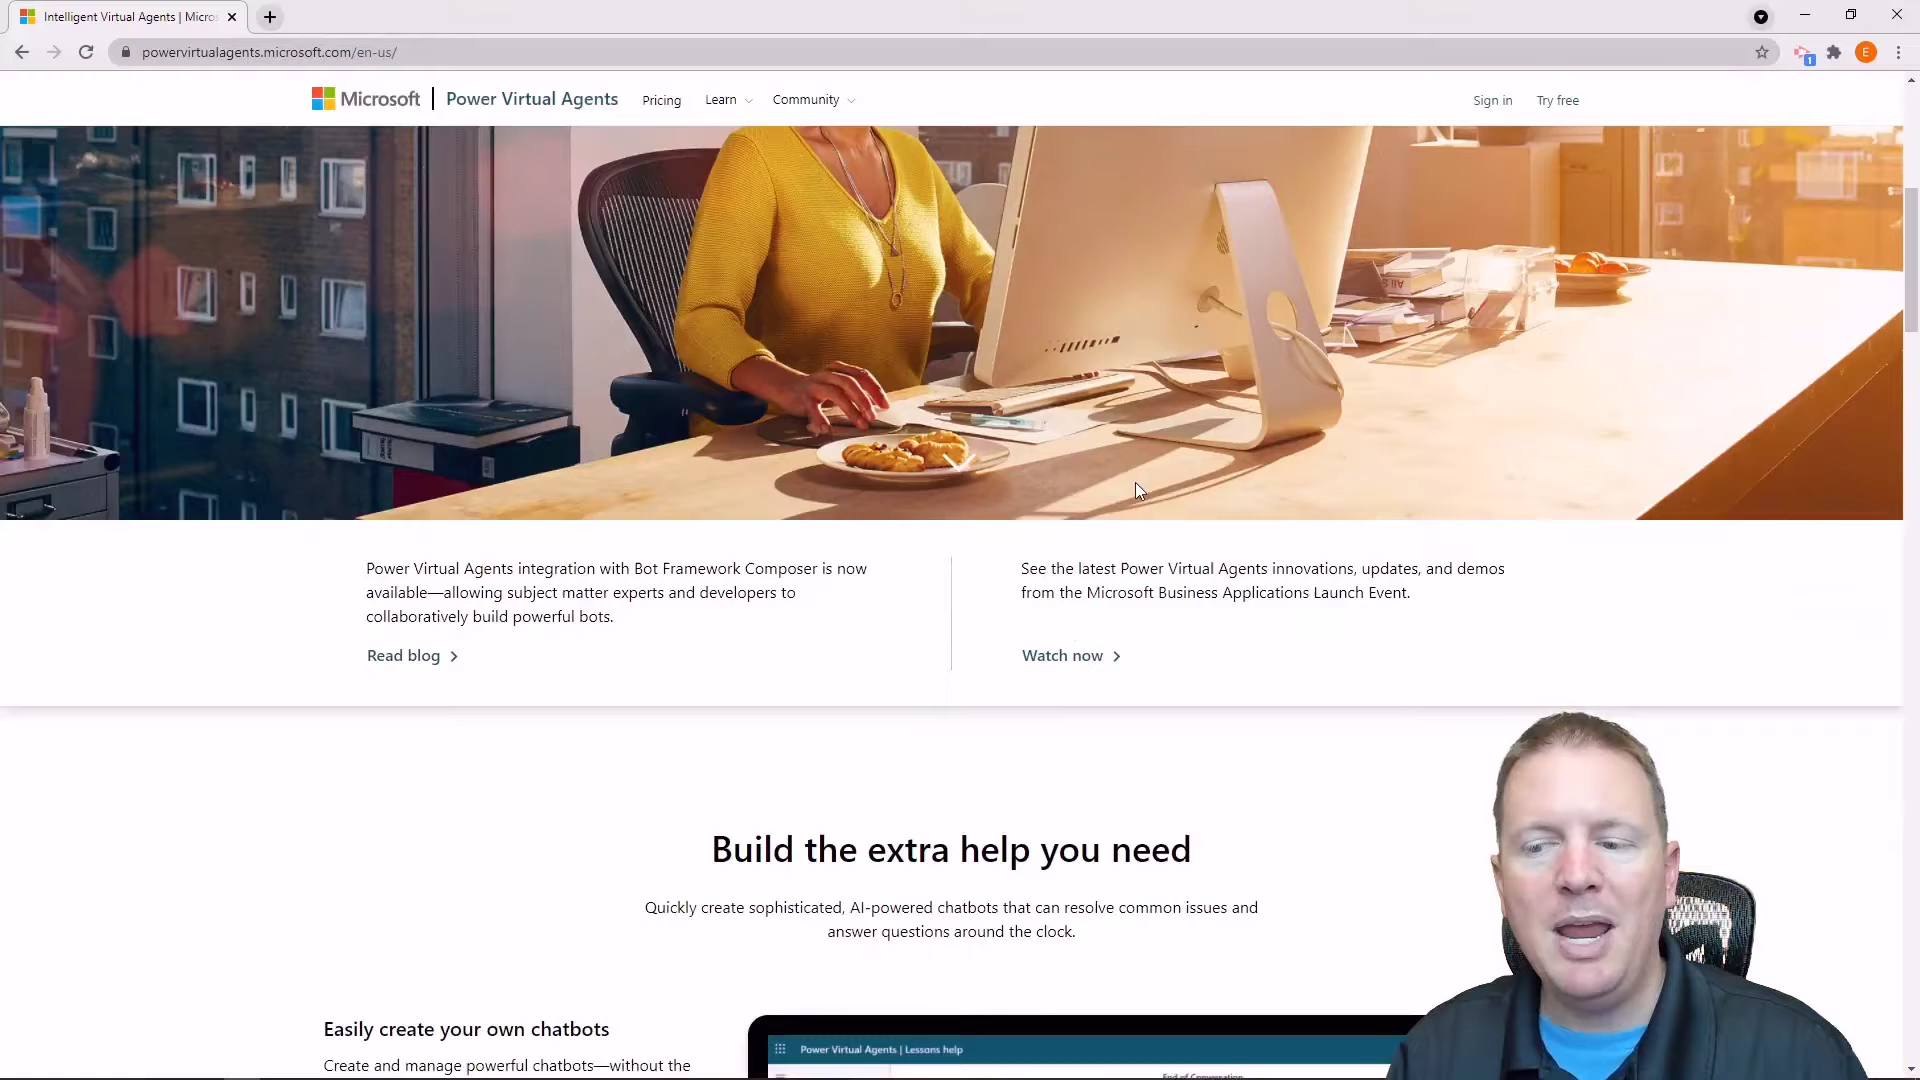 Intelligent Virtual Agents | Micros
powervirtualagents.microsoft.com/en-us/
1
E
Microsoft
Power Virtual Agents
Pricing
Learn
Community
Sign in
Try free
Power Virtual Agents integration with Bot Framework Composer is now
available—allowing subject matter experts and developers to
collaboratively build powerful bots.
Read blog
See the latest Power Virtual Agents innovations, updates, and demos
from the Microsoft Business Applications Launch Event.
Watch now
Build the extra help you need
Quickly create sophisticated, AI-powered chatbots that can resolve common issues and
answer questions around the clock.
Easily create your own chatbots
Create and manage powerful chatbots—without the
Power Virtual Agents | Lessons help
End of Conversation